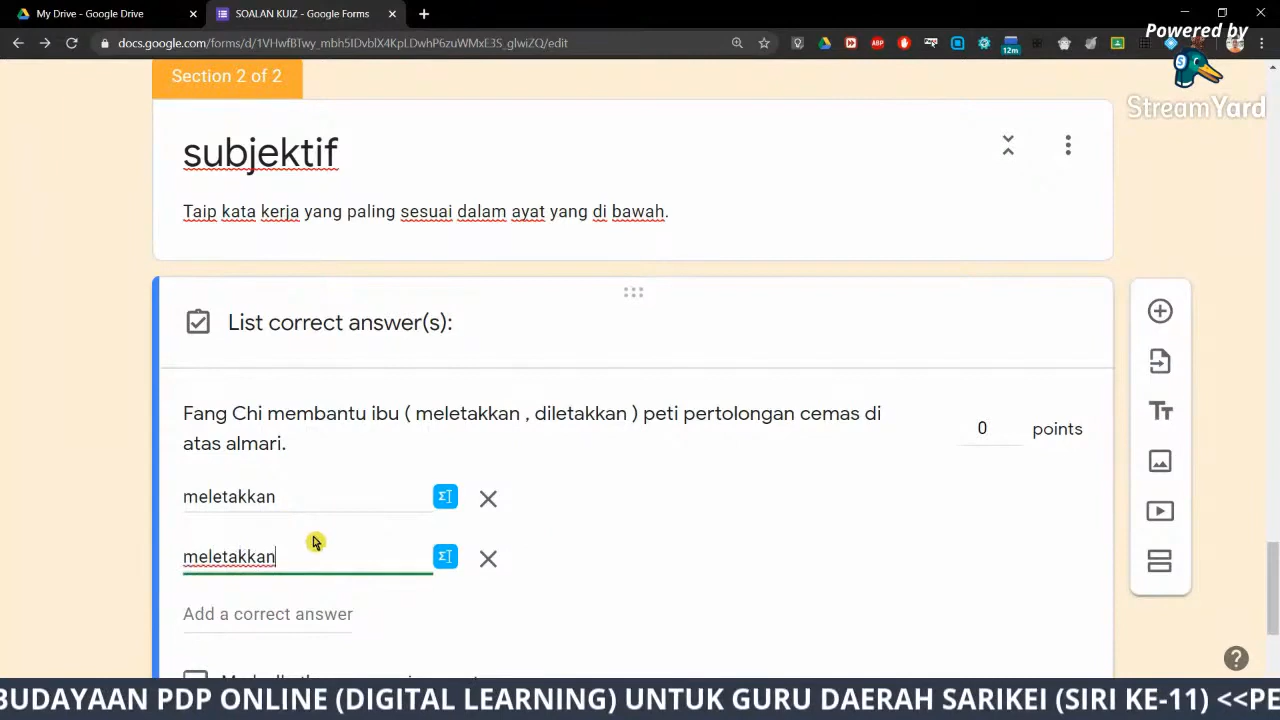 My Drive - Google Drive
SOALAN KUIZ - Google Forms
Powered by
docs.google.com/forms/d/1VHwfBTwy_mbh5IDvblX4KpLDwhP6zuWMxE3S_glwiZQ/edit
ABP
12m
StreamYard
Section 2 of 2
subjektif
Taip kata kerja yang paling sesuai dalam ayat yang di bawah.
List correct answer(s):
Fang Chi membantu ibu ( meletakkan , diletakkan ) peti pertolongan cemas di
atas almari.
0 points
meletakkan
meletakkan
Add a correct answer
BUDAYAAN PDP ONLINE (DIGITAL LEARNING) UNTUK GURU DAERAH SARIKEI (SIRI KE-11) <<PE